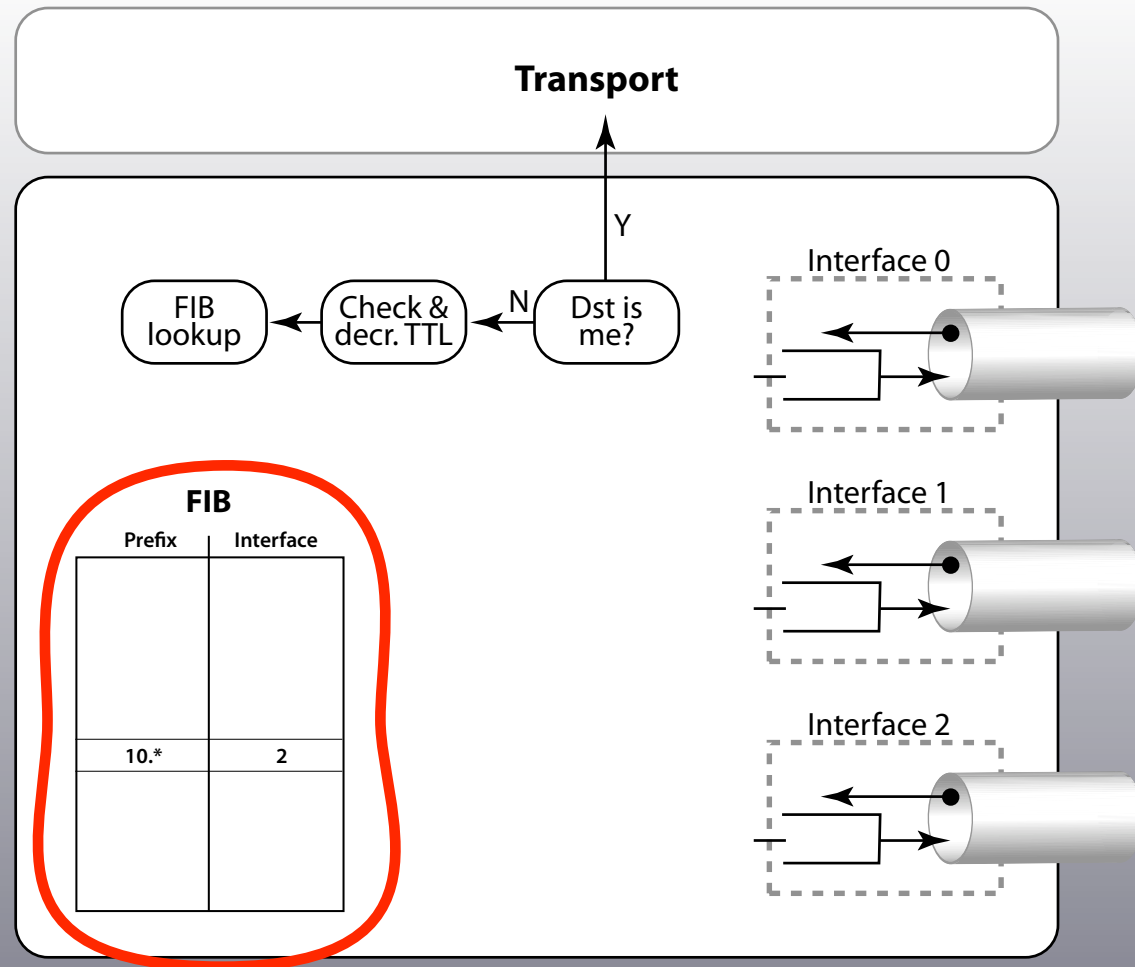 Transport
Y
Interface 0
FIB
lookup
Check &
decr. TTL
N
Dst is
me?
Interface 1
FIB
Prefix Interface
10.* 2
Interface 2